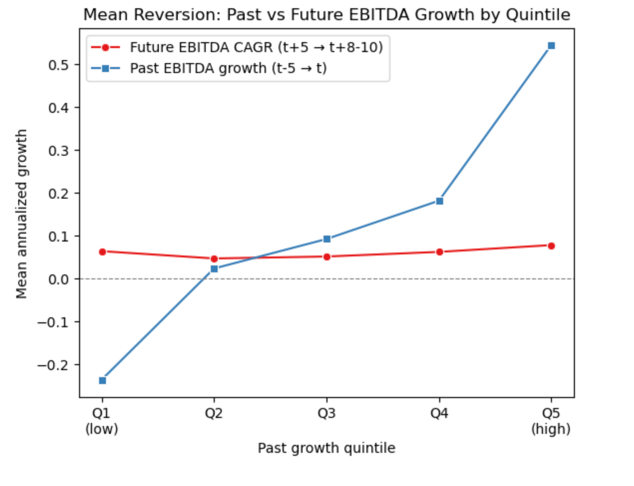 Mean Reversion: Past vs Future EBITDA Growth by Quintile
Future EBITDA CAGR (t+5 → t+8-10)
Past EBITDA growth (t-5 → t)
Mean annualized growth
0.5
0.4
0.3
0.2
0.1
0.0
−0.1
−0.2
Q1 Q2 Q3 Q4 Q5
(low) (high)
Past growth quintile